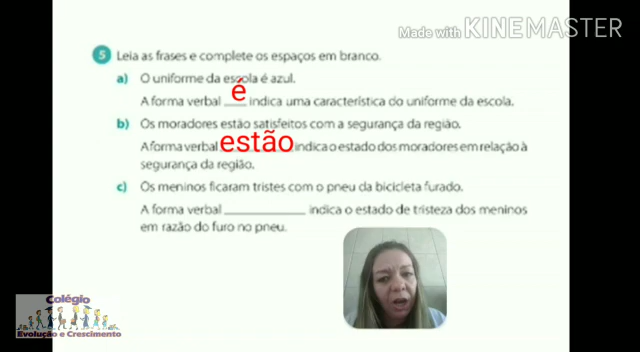 Made with KINEMASTER
5 Leia as frases e complete os espaços em branco.
a) O uniforme da escola é azul.
A forma verbal é indica uma característica do uniforme da escola.
b) Os moradores estão satisfeitos com a segurança da região.
A forma verbal estão indica o estado dos moradores em relação à
segurança da região.
c) Os meninos ficaram tristes com o pneu da bicicleta furado.
A forma verbal ____________ indica o estado de tristeza dos meninos
em razão do furo no pneu.
Colégio
Evolução e Crescimento